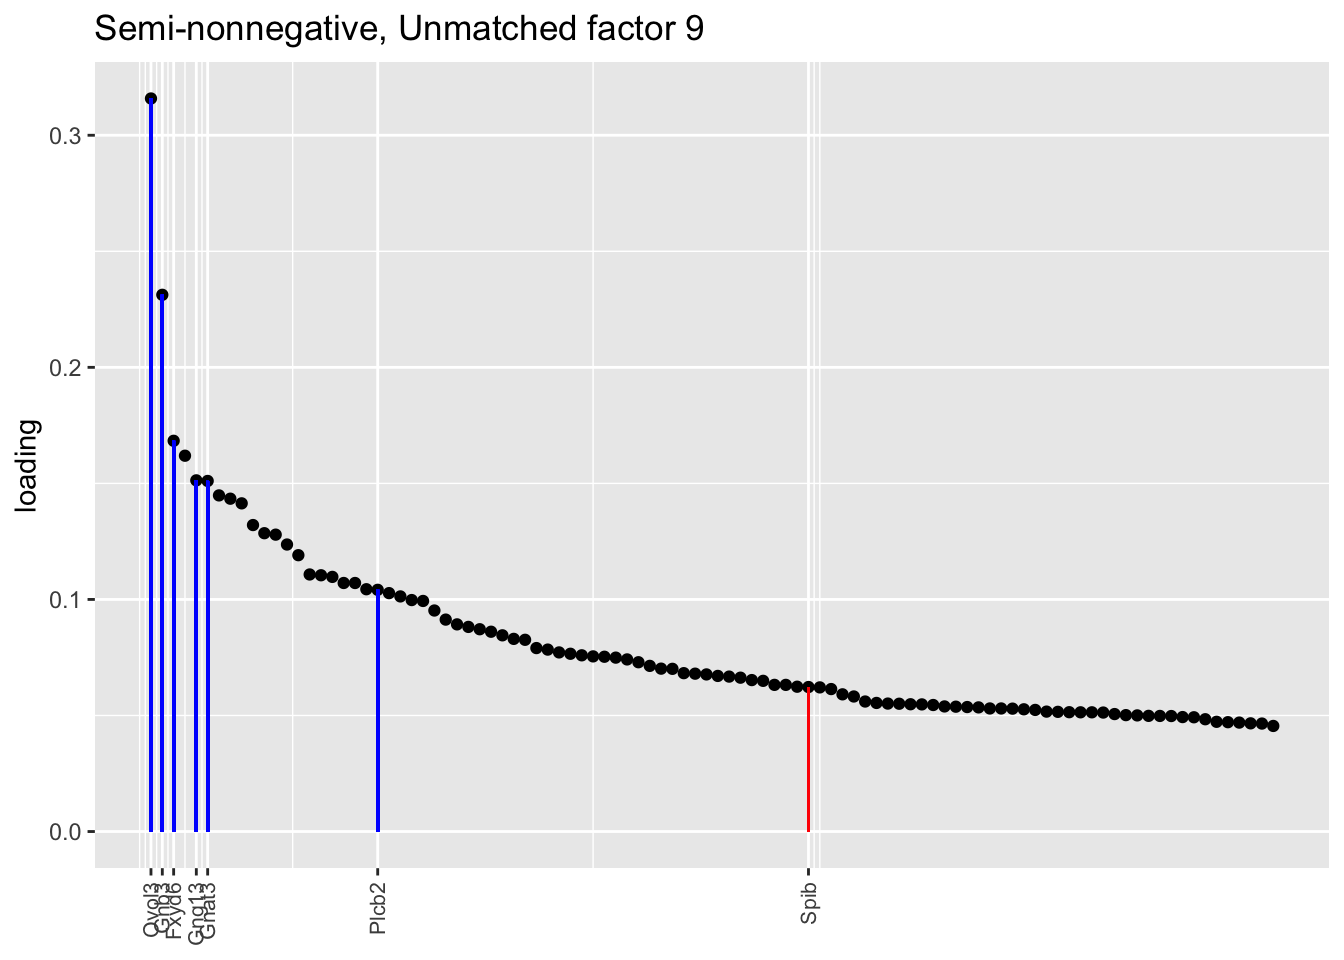 Semi-nonnegative, Unmatched factor 9
loading
0.3
0.2
0.1
0.0
Ovol3
Gnb3
Fxyd6
Gng13
Gnat3
Plcb2
Spib